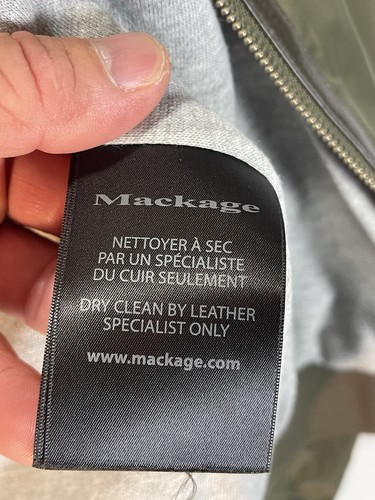 Mackage
NETTOYER À SEC
PAR UN SPÉCIALISTE
DU CUIR SEULEMENT
DRY CLEAN BY LEATHER
SPECIALIST ONLY
www.mackage.com